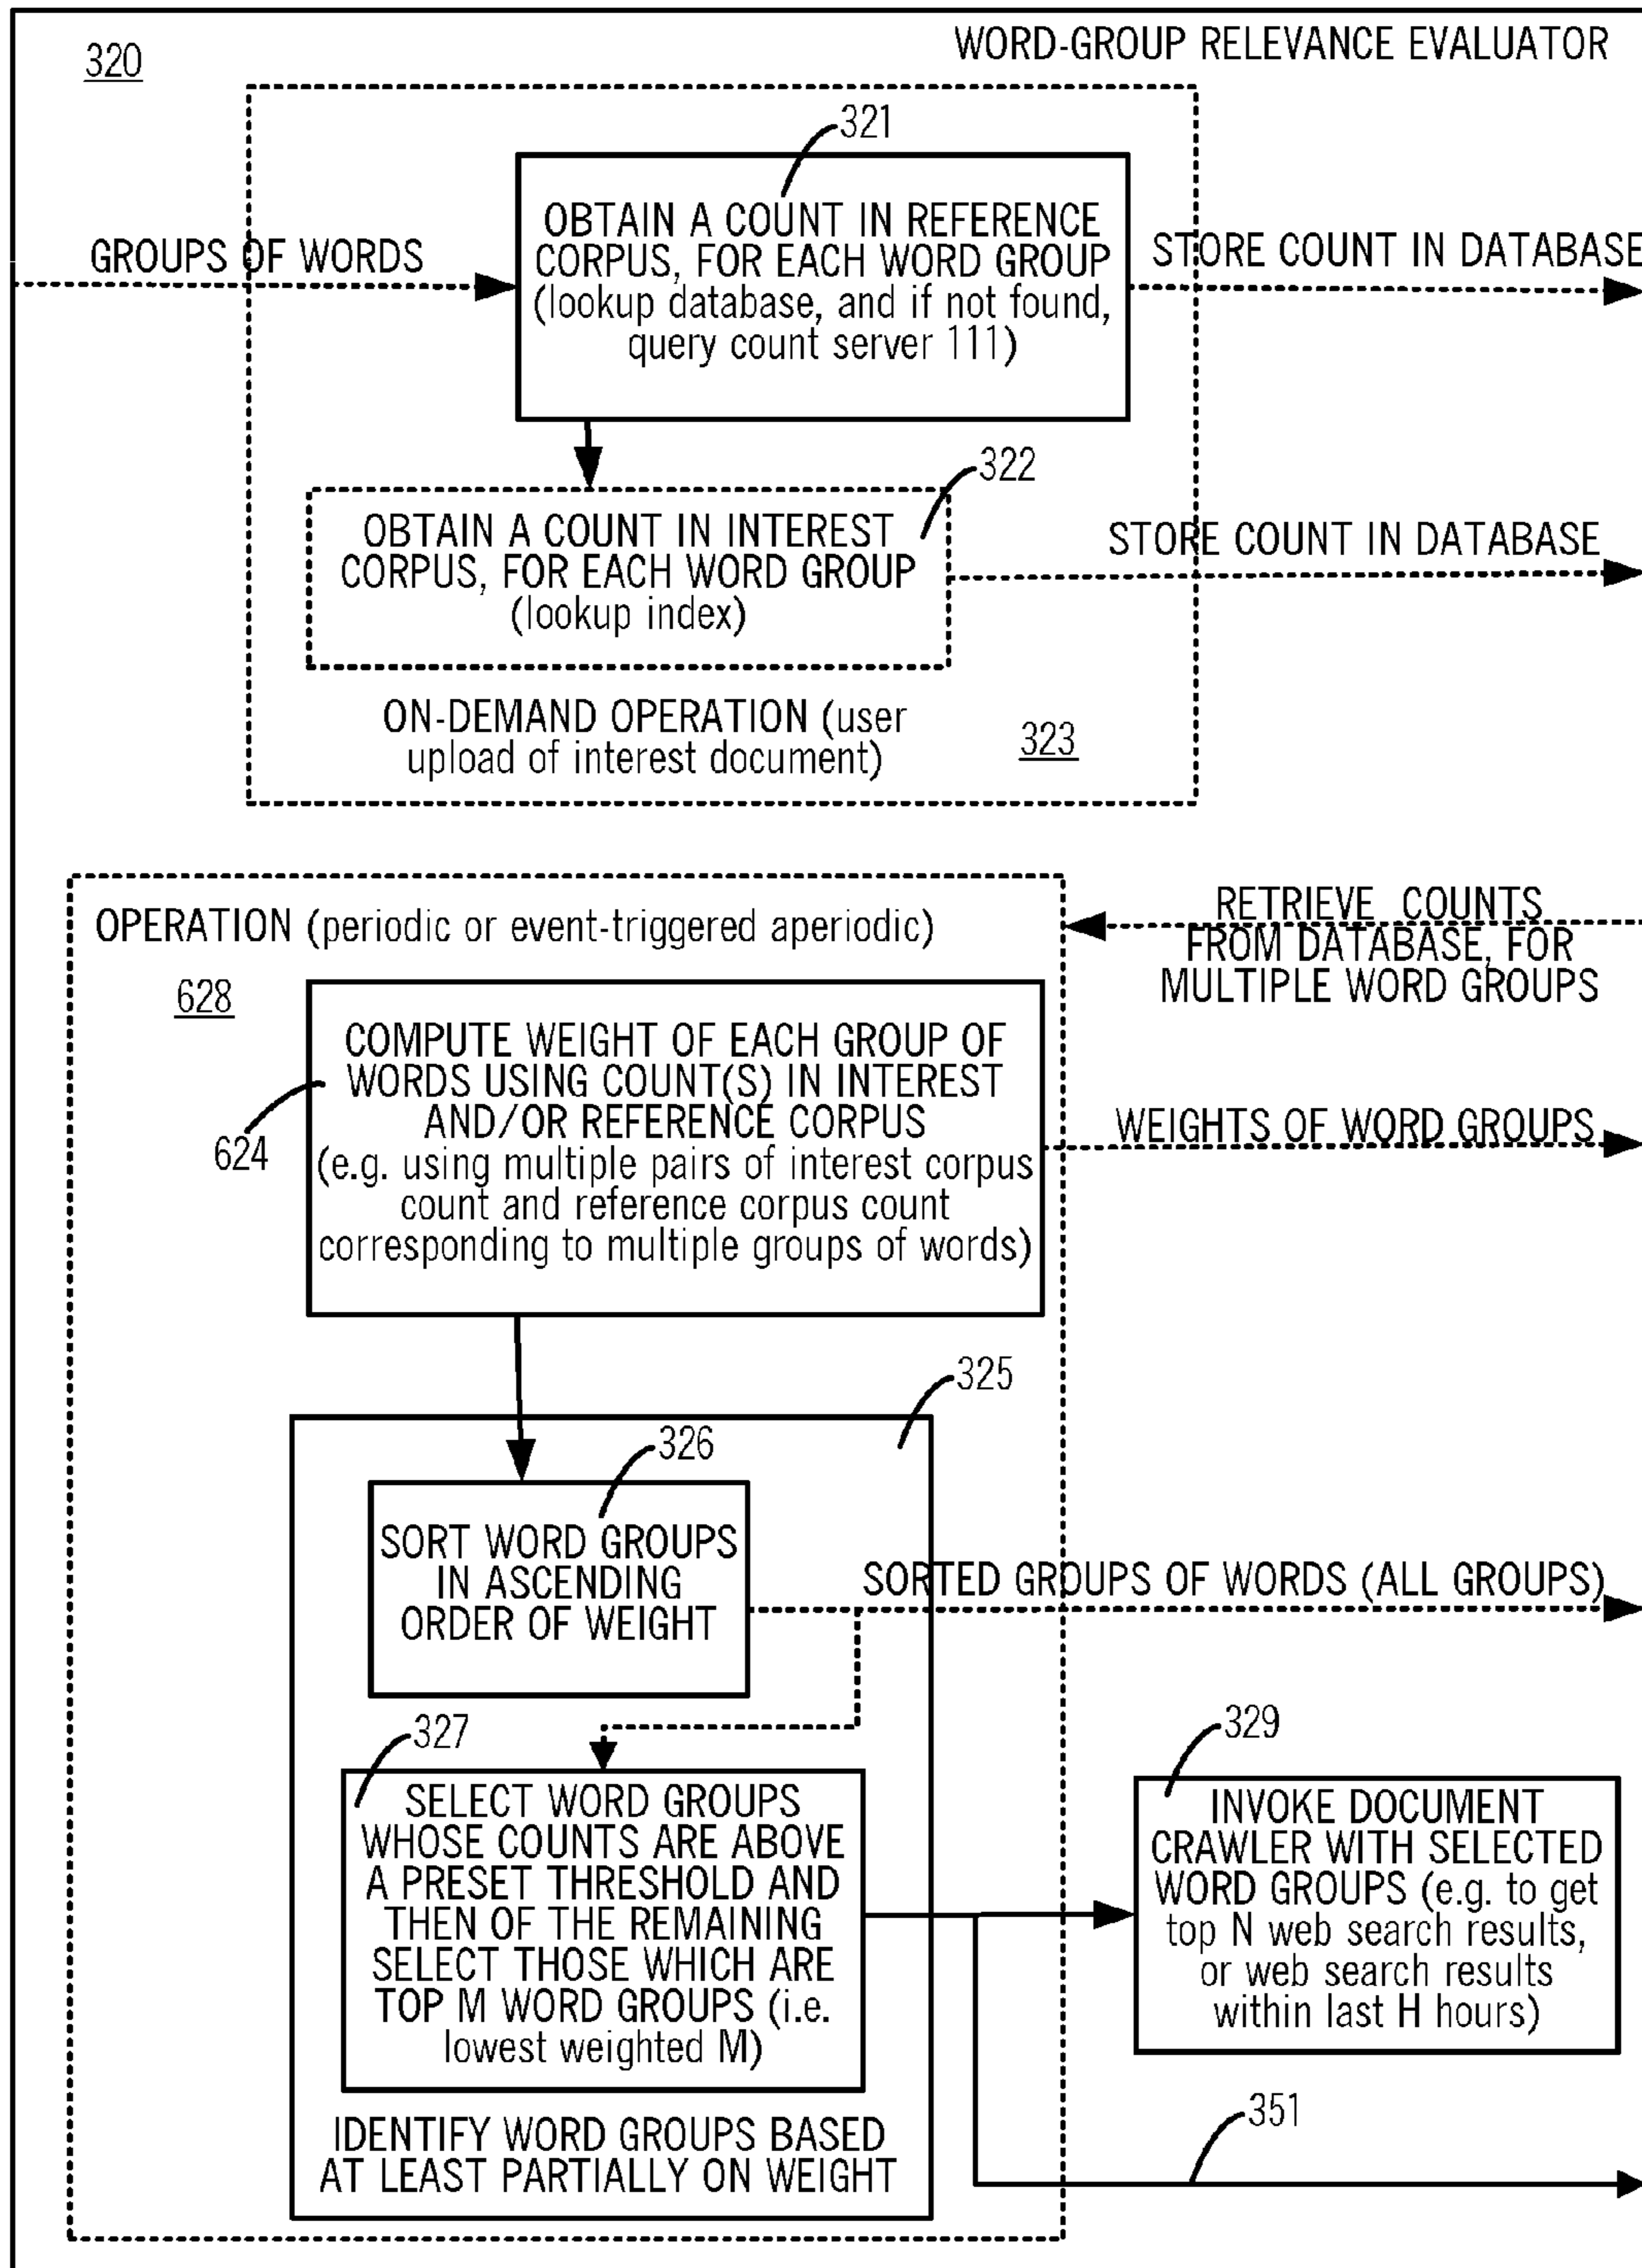 WORD-GROUP RELEVANCE EVALUATOR
320
321
OBTAIN A COUNT IN REFERENCE
CORPUS, FOR EACH WORD GROUP
(lookup database, and if not found,
query count server 111)
GROUPS OF WORDS
STORE COUNT IN DATABASE
322
OBTAIN A COUNT IN INTEREST
CORPUS, FOR EACH WORD GROUP
(lookup index)
STORE COUNT IN DATABASE
ON-DEMAND OPERATION (user
upload of interest document)
323
OPERATION (periodic or event-triggered aperiodic)
RETRIEVE COUNTS
FROM DATABASE, FOR
MULTIPLE WORD GROUPS
628
COMPUTE WEIGHT OF EACH GROUP OF
WORDS USING COUNT(S) IN INTEREST
AND/OR REFERENCE CORPUS
(e.g. using multiple pairs of interest corpus
count and reference corpus count
corresponding to multiple groups of words)
624
WEIGHTS OF WORD GROUPS
325
326
SORT WORD GROUPS
IN ASCENDING
ORDER OF WEIGHT
SORTED GROUPS OF WORDS (ALL GROUPS)
327
SELECT WORD GROUPS
WHOSE COUNTS ARE ABOVE
A PRESET THRESHOLD AND
THEN OF THE REMAINING
SELECT THOSE WHICH ARE
TOP M WORD GROUPS (i.e.
lowest weighted M)
329
INVOKE DOCUMENT
CRAWLER WITH SELECTED
WORD GROUPS (e.g. to get
top N web search results,
or web search results
within last H hours)
IDENTIFY WORD GROUPS BASED
AT LEAST PARTIALLY ON WEIGHT
351